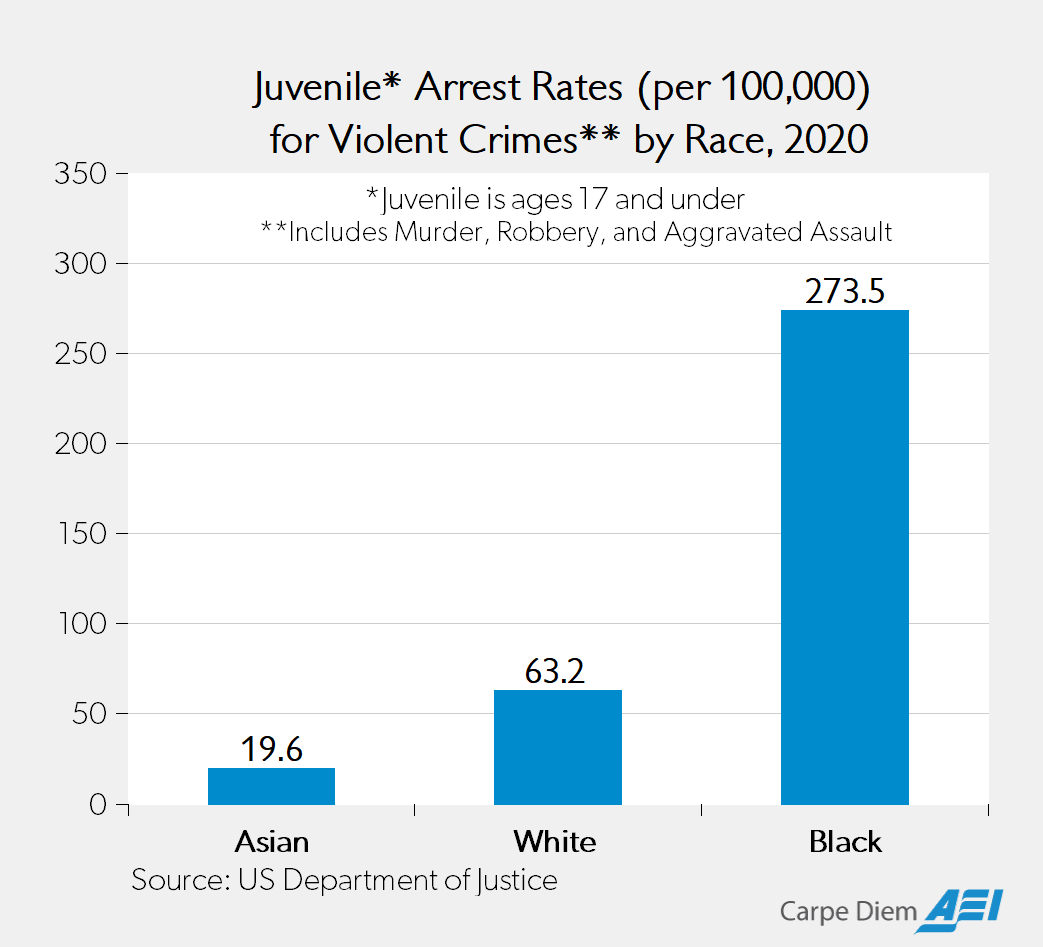 Juvenile* Arrest Rates (per 100,000)
for Violent Crimes** by Race, 2020
350
*Juvenile is ages 17 and under
**Includes Murder, Robbery, and Aggravated Assault
300
273.5
250
200
150
100
63.2
50
19.6
0
Asian White Black
Source: US Department of Justice
Carpe Diem AEI